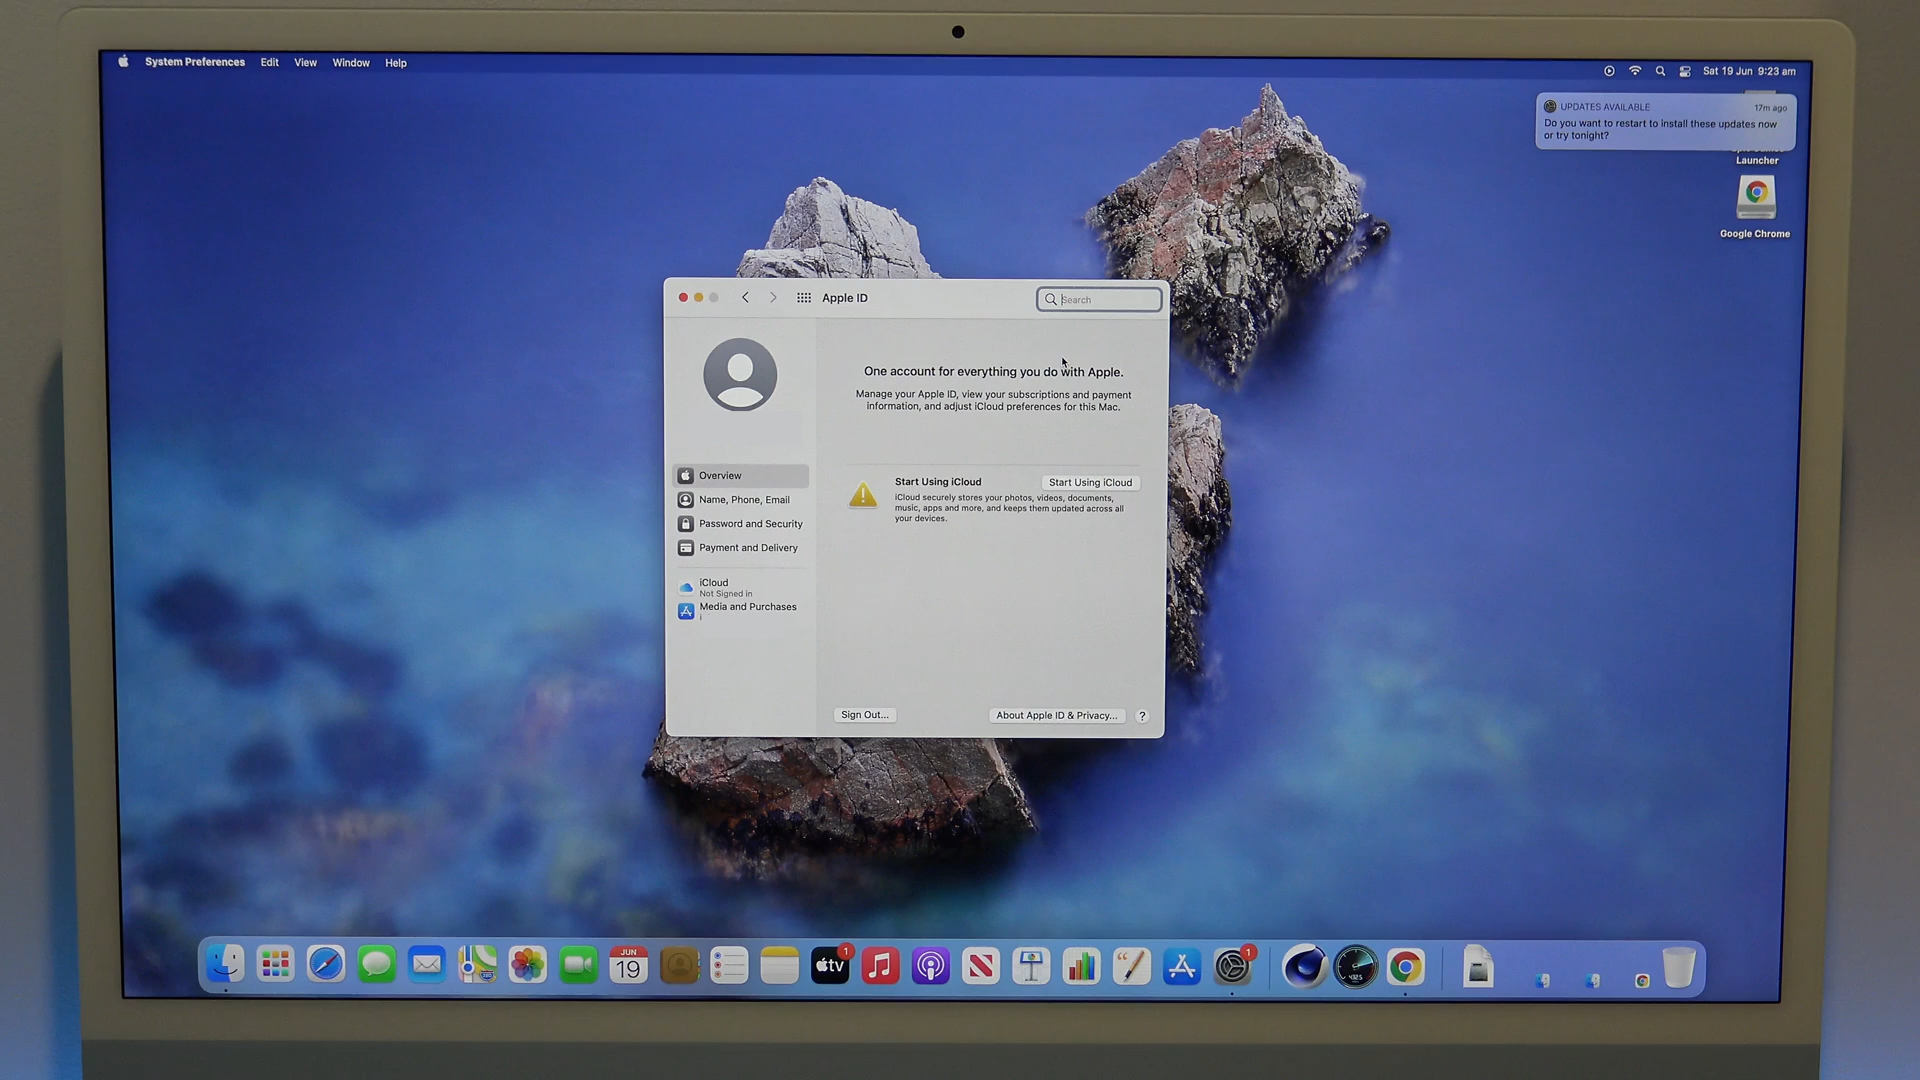 System Preferences Edit View Window Help
Sat 19 Jun 9:23 am
UPDATES AVAILABLE 17m ago
Do you want to restart to install these updates now
or try tonight?
Launcher
Google Chrome
Apple ID
Search
One account for everything you do with Apple.
Manage your Apple ID, view your subscriptions and payment
information, and adjust iCloud preferences for this Mac.
Overview
Name, Phone, Email
Password and Security
Payment and Delivery
iCloud
Not Signed in
Media and Purchases
Start Using iCloud
Start Using iCloud
iCloud securely stores your photos, videos, documents,
music, apps and more, and keeps them updated across all
your devices.
Sign Out...
About Apple ID & Privacy...
?
JUN
19
tv
1
1